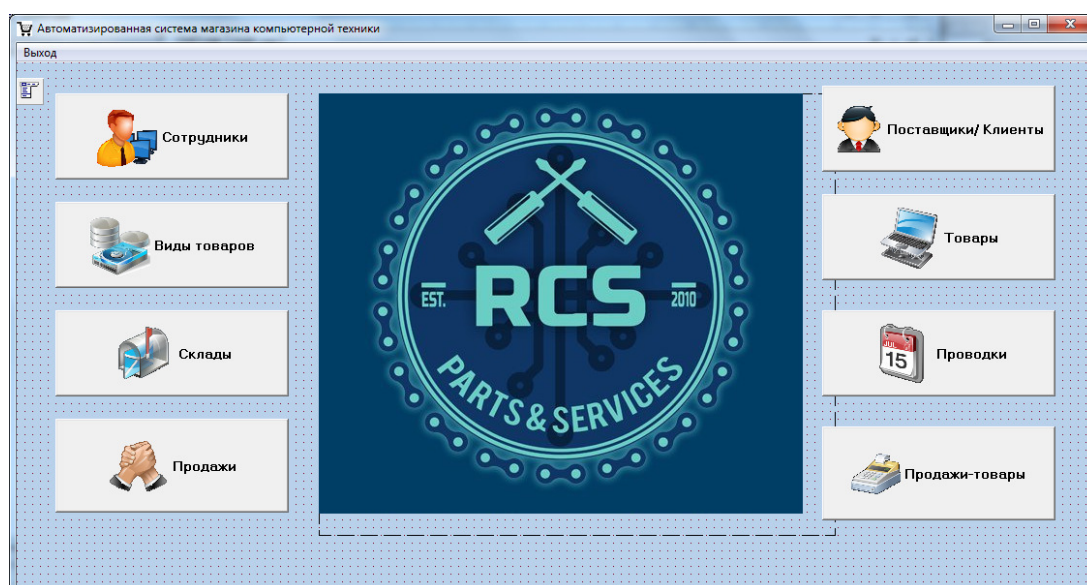 Автоматизированная система магазина компьютерной техники
Выход
Сотрудники
Виды товаров
Склады
Продажи
EST.
RCS
2010
PARTS & SERVICES
Поставщики/ Клиенты
Товары
JUL
15
Проводки
Продажи-товары